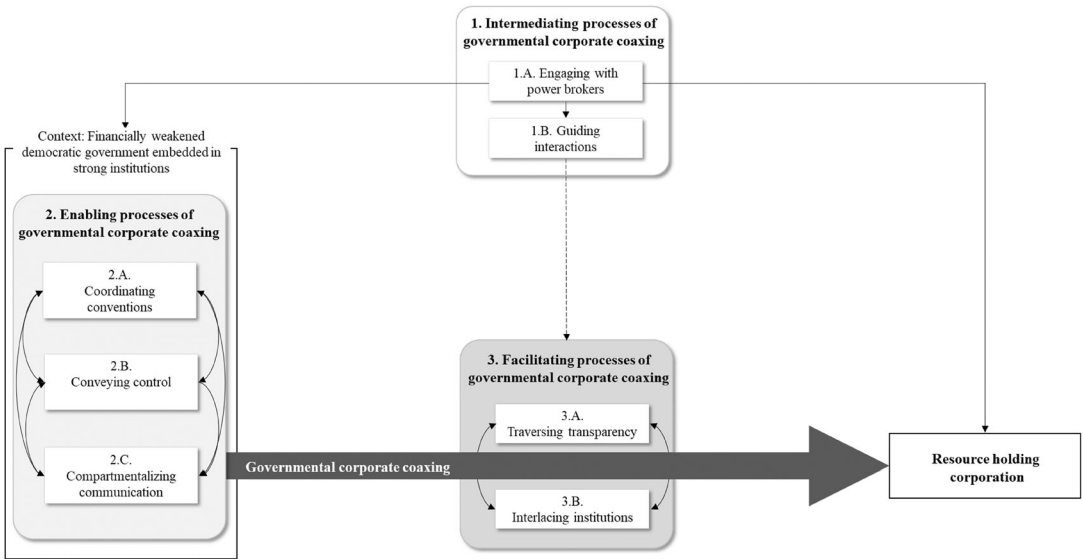 1. Intermediating processes of
governmental corporate coaxing
1.A. Engaging with
power brokers
1.B. Guiding
interactions
Context: Financially weakened
democratic government embedded in
strong institutions
2. Enabling processes of
governmental corporate coaxing
2.A.
Coordinating
conventions
2.B.
Conveying control
2.C.
Compartmentalizing
communication
3. Facilitating processes of
governmental corporate coaxing
3.A.
Traversing transparency
Governmental corporate coaxing
3.B.
Interlacing institutions
Resource holding
corporation